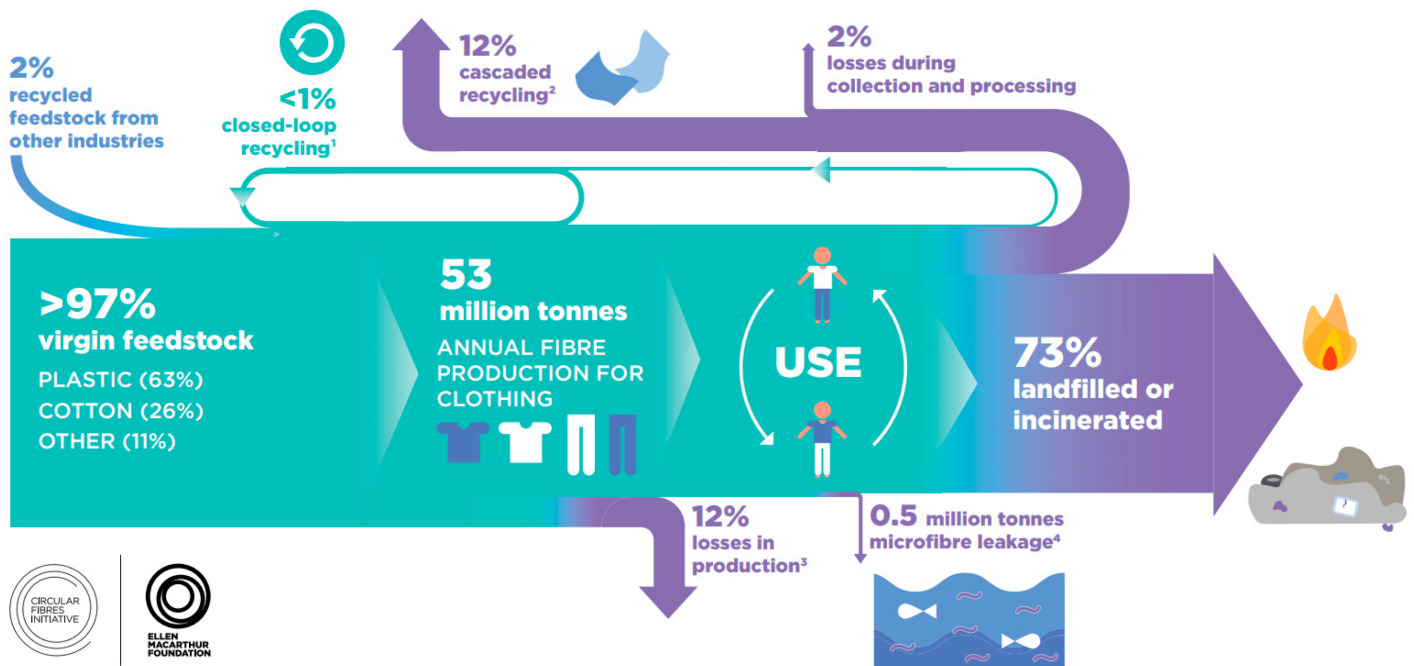 2%
recycled
feedstock from
other industries
<1%
closed-loop
recycling¹
12%
cascaded
recycling²
2%
losses during
collection and processing
>97%
virgin feedstock
PLASTIC (63%)
COTTON (26%)
OTHER (11%)
53
million tonnes
ANNUAL FIBRE
PRODUCTION FOR
CLOTHING
USE
73%
landfilled or
incinerated
12%
losses in
production³
0.5 million tonnes
microfibre leakage⁴
CIRCULAR
FIBRES
INITIATIVE
ELLEN
MACARTHUR
FOUNDATION